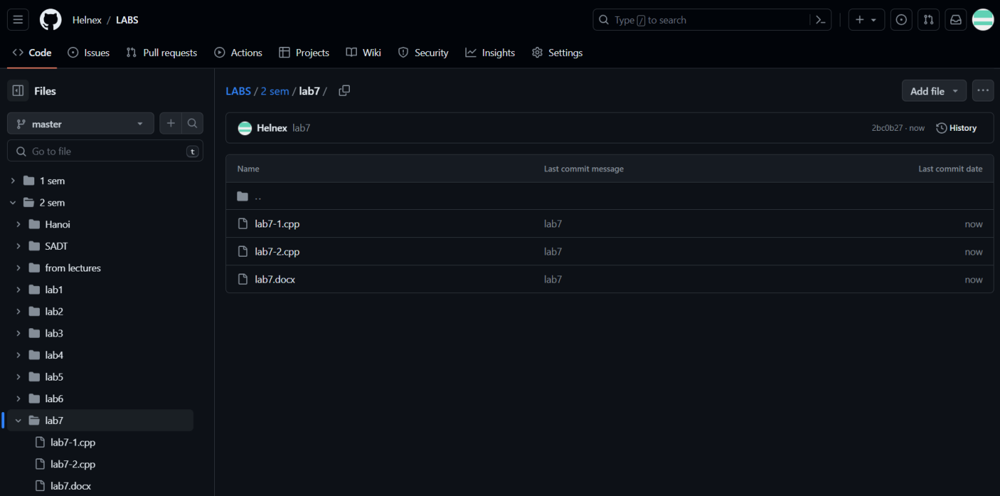 Helnex / LABS
Type / to search
Code
Issues
Pull requests
Actions
Projects
Wiki
Security
Insights
Settings
Files
master
Go to file
t
1 sem
2 sem
Hanoi
SADT
from lectures
lab1
lab2
lab3
lab4
lab5
lab6
lab7
lab7-1.cpp
lab7-2.cpp
lab7.docx
LABS / 2 sem / lab7 /
Add file
Helnex lab7
2bc0b27 · now
History
Name Last commit message Last commit date
..
lab7-1.cpp lab7 now
lab7-2.cpp lab7 now
lab7.docx lab7 now